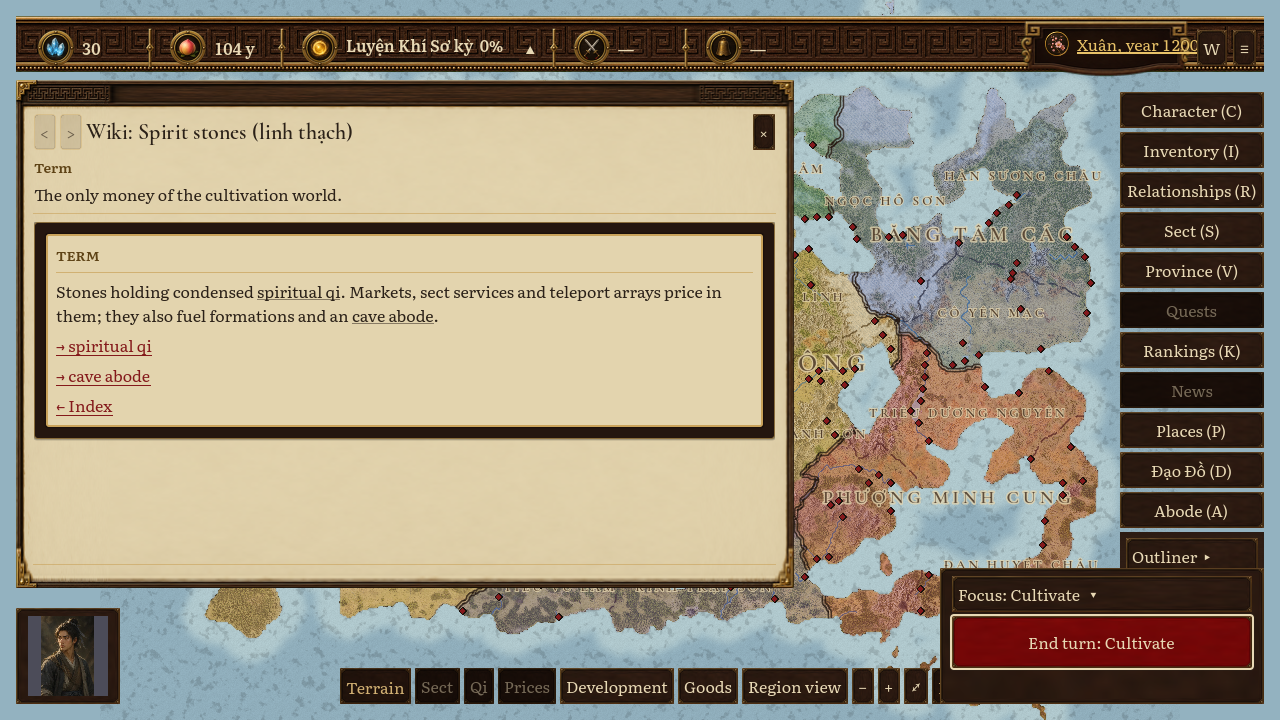 30
104 y
Luyện Khí Sơ kỳ 0%
▲
—
—
Xuân, year 1200
W
≡
<
>
Wiki: Spirit stones (linh thạch)
×
Term
The only money of the cultivation world.
TERM
Stones holding condensed spiritual qi. Markets, sect services and teleport arrays price in
them; they also fuel formations and an cave abode.
→ spiritual qi
→ cave abode
← Index
HÀN SƯƠNG CHÂU
NGỌC HỒ SƠN
BĂNG TÂM CÁC
CÔ YÊN MẠC
TRIỀU DƯƠNG NGUYÊN
PHƯỢNG MINH CUNG
ĐAN HUYỆT CHÂU
Character (C)
Inventory (I)
Relationships (R)
Sect (S)
Province (V)
Quests
Rankings (K)
News
Places (P)
Đạo Đồ (D)
Abode (A)
Outliner ▸
Focus: Cultivate ▾
End turn: Cultivate
Terrain
Sect
Qi
Prices
Development
Goods
Region view
−
+
⤢